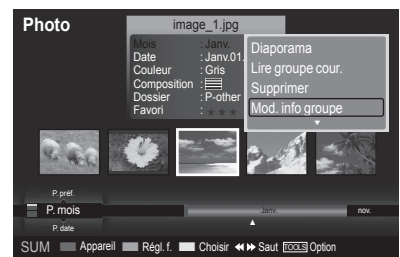 Photo
image_1.jpg
Mois : Janv.
Date : Janv.01.
Couleur : Gris
Composition :
Dossier : P-other
Favori : ★★★
Diaporama
Lire groupe cour.
Supprimer
Mod. info groupe
P. préf.
P. mois
Janv.
nov.
P. date
SUM Appareil Régl. f. Choisir ◄◄ ►► Saut TOOLS Option